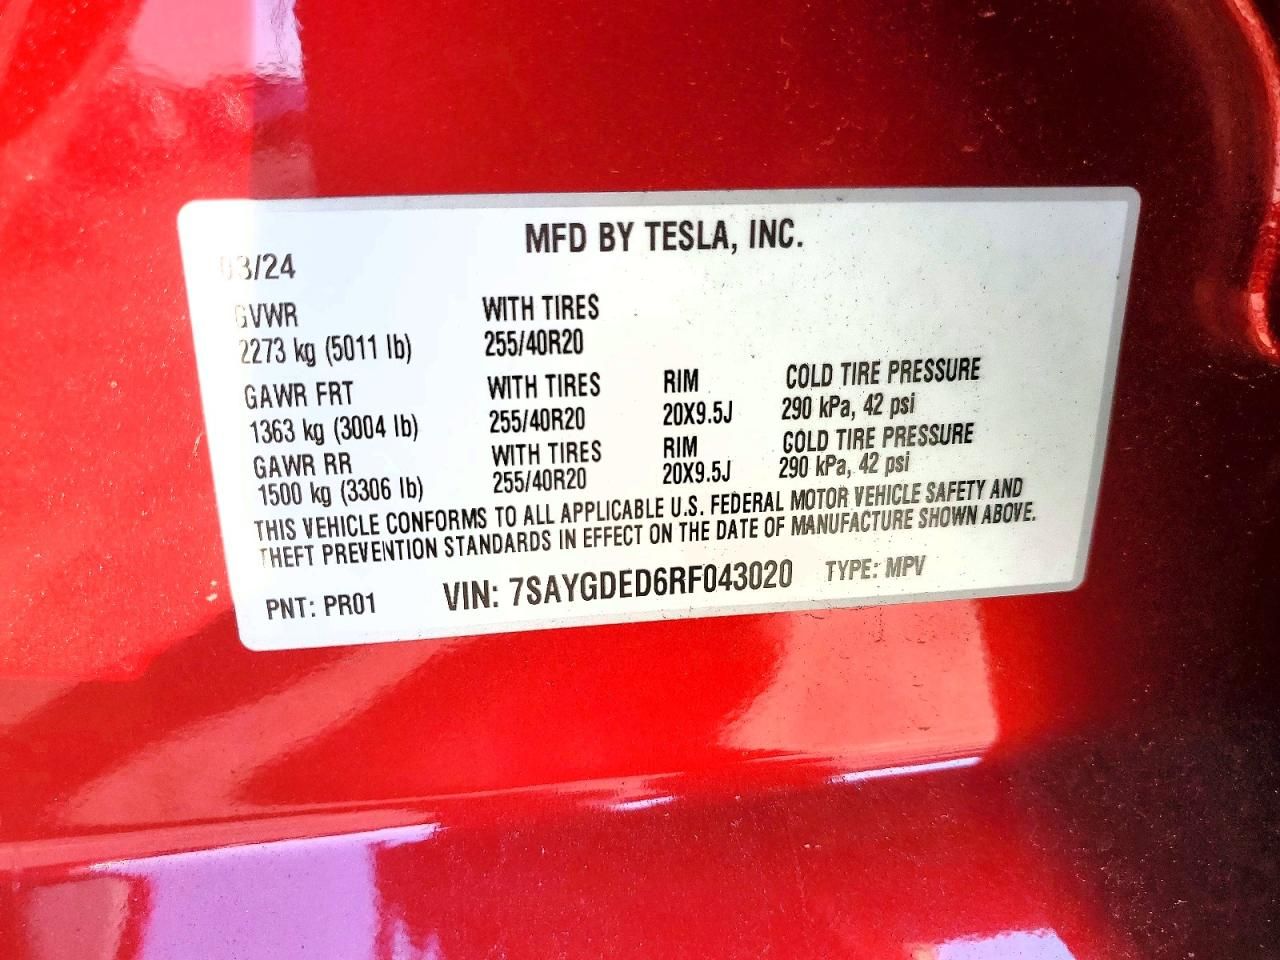 MFD BY TESLA, INC.
03/24
GVWR WITH TIRES
2273 kg (5011 lb) 255/40R20
GAWR FRT WITH TIRES RIM COLD TIRE PRESSURE
1363 kg (3004 lb) 255/40R20 20X9.5J 290 kPa, 42 psi
GAWR RR WITH TIRES RIM COLD TIRE PRESSURE
1500 kg (3306 lb) 255/40R20 20X9.5J 290 kPa, 42 psi
THIS VEHICLE CONFORMS TO ALL APPLICABLE U.S. FEDERAL MOTOR VEHICLE SAFETY AND
THEFT PREVENTION STANDARDS IN EFFECT ON THE DATE OF MANUFACTURE SHOWN ABOVE.
PNT: PR01 VIN: 7SAYGDED6RF043020 TYPE: MPV